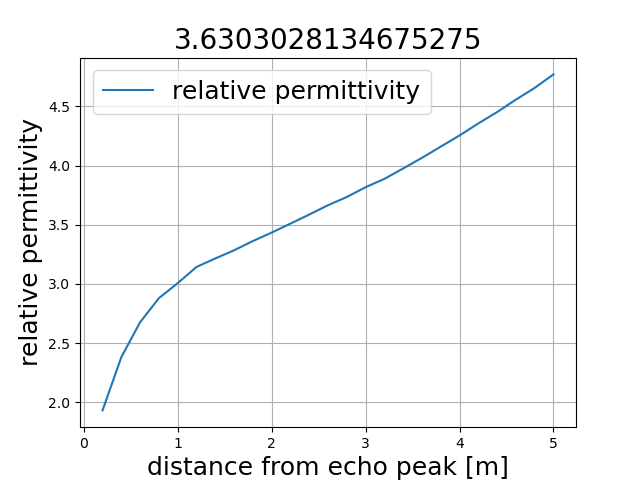 3.6303028134675275
relative permittivity
relative permittivity
4.5
4.0
3.5
3.0
2.5
2.0
0 1 2 3 4 5
distance from echo peak [m]